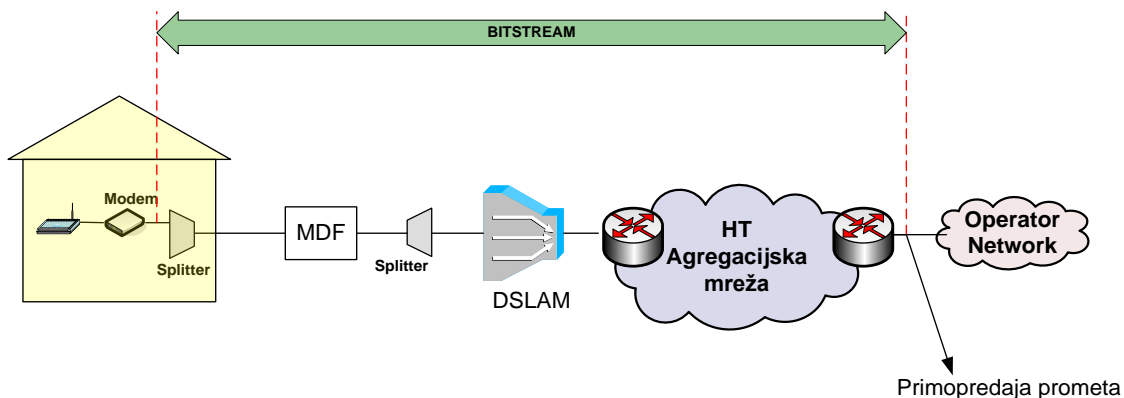 BITSTREAM
Modem
Splitter
MDF
Splitter
DSLAM
HT
Agregacijska
mreža
Operator
Network
Primopredaja prometa